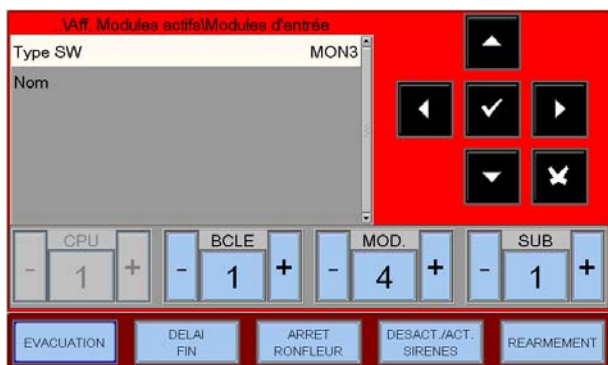 ..\Aff. Modules actifs\Modules d'entrée
Type SW MON3
Nom
CPU BCLE MOD. SUB
- 1 + - 1 + - 4 + - 1 +
EVACUATION DELAI ARRET DESACT./ACT. REARMEMENT
FIN RONFLEUR SIRENES